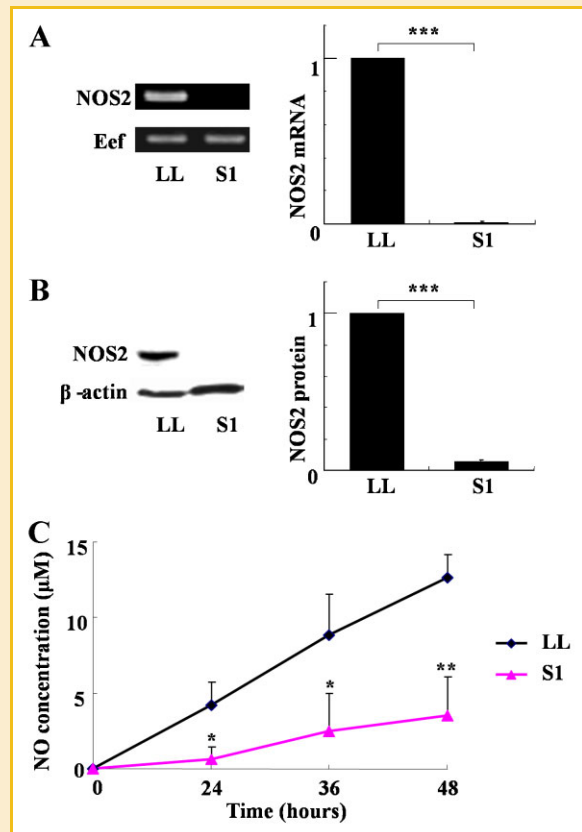 A
NOS2
Eef
LL S1
***
1
NOS2 mRNA
0
LL S1
B
NOS2
β -actin
LL S1
***
1
NOS2 protein
0
LL S1
C
15
10
5
0
NO concentration (µM)
*
*
**
0 24 36 48
Time (hours)
LL
S1